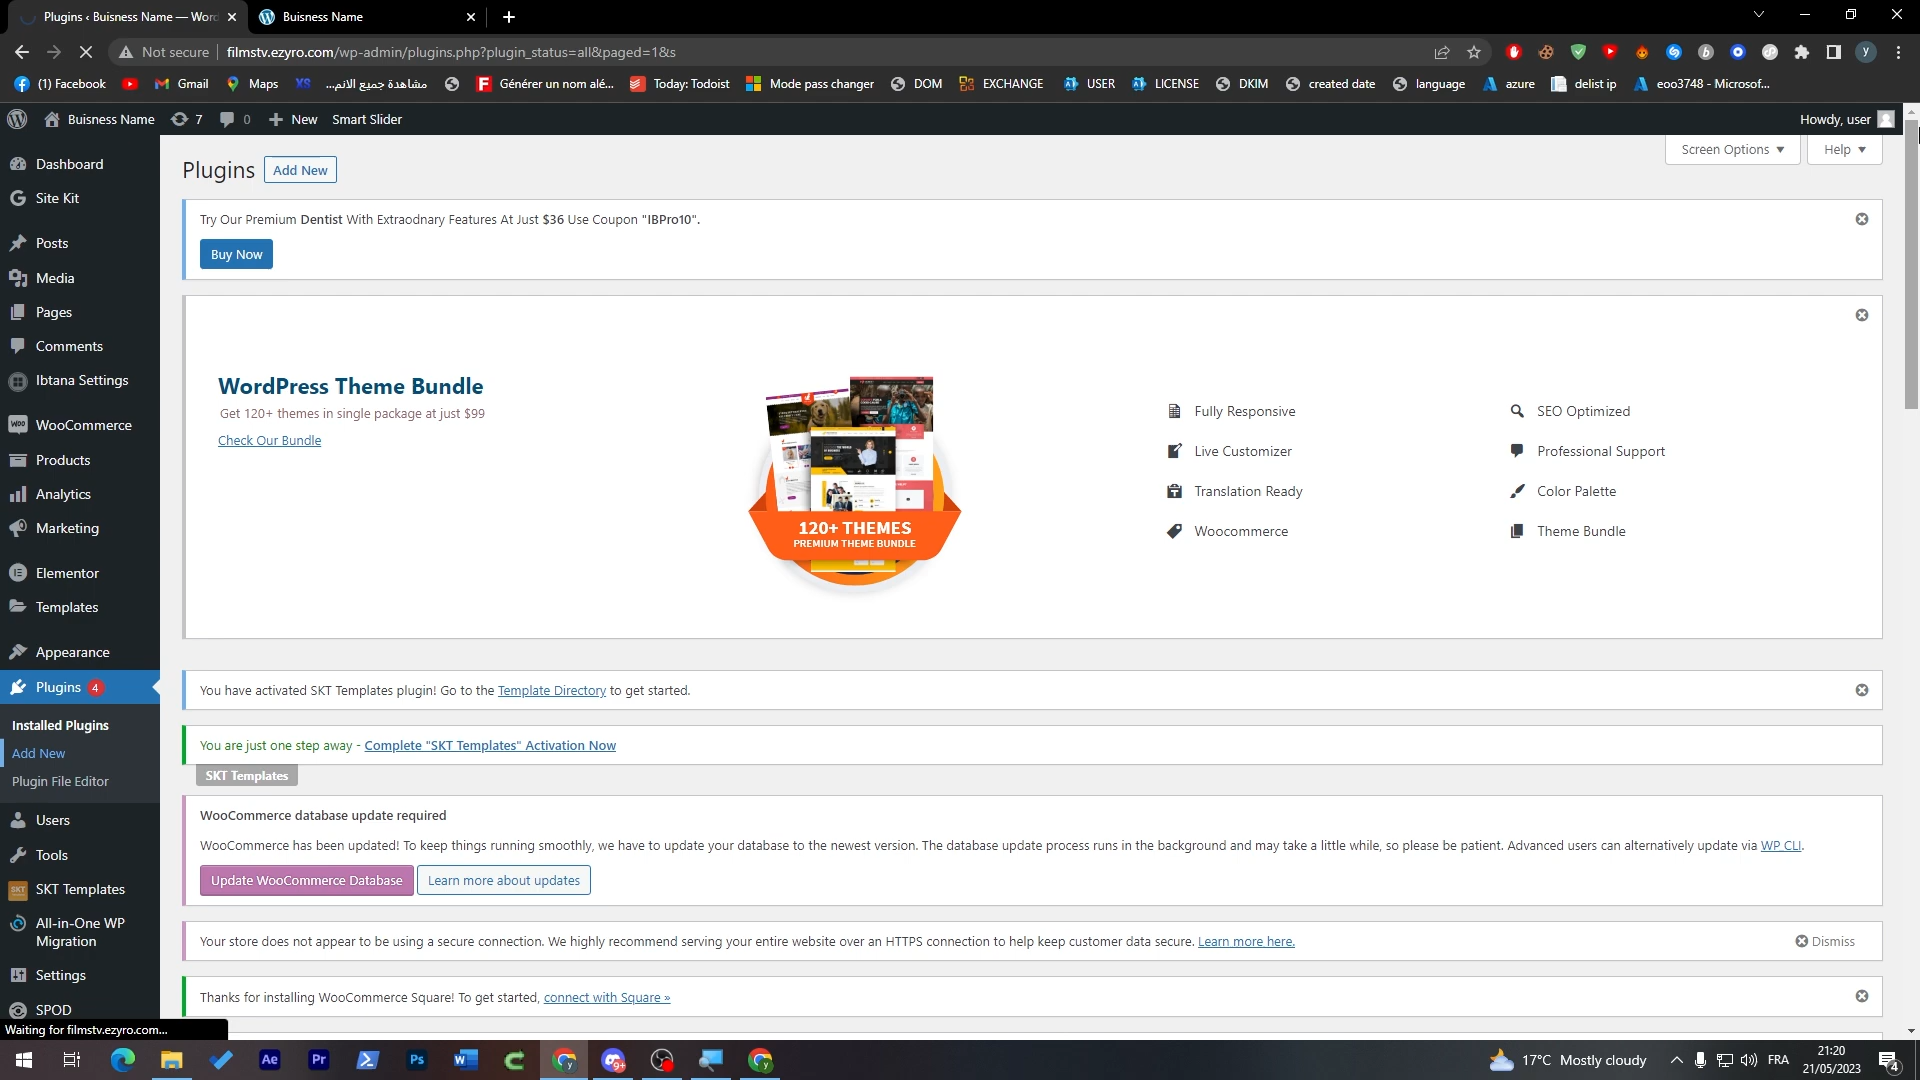 Plugins ‹ Buisness Name — Word
Buisness Name
Not secure
filmstv.ezyro.com/wp-admin/plugins.php?plugin_status=all&paged=1&s
(1) Facebook
Gmail
Maps
مشاهدة جميع الانم...
Générer un nom alé...
Today: Todoist
Mode pass changer
DOM
EXCHANGE
USER
LICENSE
DKIM
created date
language
azure
delist ip
eoo3748 - Microsof...
Buisness Name
7
0
New
Smart Slider
Howdy, user
Dashboard
Site Kit
Posts
Media
Pages
Comments
Ibtana Settings
WooCommerce
Products
Analytics
Marketing
Elementor
Templates
Appearance
Plugins 4
Installed Plugins
Add New
Plugin File Editor
Users
Tools
SKT Templates
All-in-One WP
Migration
Settings
SPOD
Waiting for filmstv.ezyro.com...
Screen Options
Help
Plugins
Add New
Try Our Premium Dentist With Extraodnary Features At Just $36 Use Coupon "IBPro10".
Buy Now
WordPress Theme Bundle
Get 120+ themes in single package at just $99
Check Our Bundle
120+ THEMES
PREMIUM THEME BUNDLE
Fully Responsive
SEO Optimized
Live Customizer
Professional Support
Translation Ready
Color Palette
Woocommerce
Theme Bundle
You have activated SKT Templates plugin! Go to the Template Directory to get started.
You are just one step away - Complete "SKT Templates" Activation Now
SKT Templates
WooCommerce database update required
WooCommerce has been updated! To keep things running smoothly, we have to update your database to the newest version. The database update process runs in the background and may take a little while, so please be patient. Advanced users can alternatively update via WP CLI.
Update WooCommerce Database
Learn more about updates
Your store does not appear to be using a secure connection. We highly recommend serving your entire website over an HTTPS connection to help keep customer data secure. Learn more here.
Dismiss
Thanks for installing WooCommerce Square! To get started, connect with Square »
Ae
Pr
Ps
17°C Mostly cloudy
FRA
21:20
21/05/2023
4